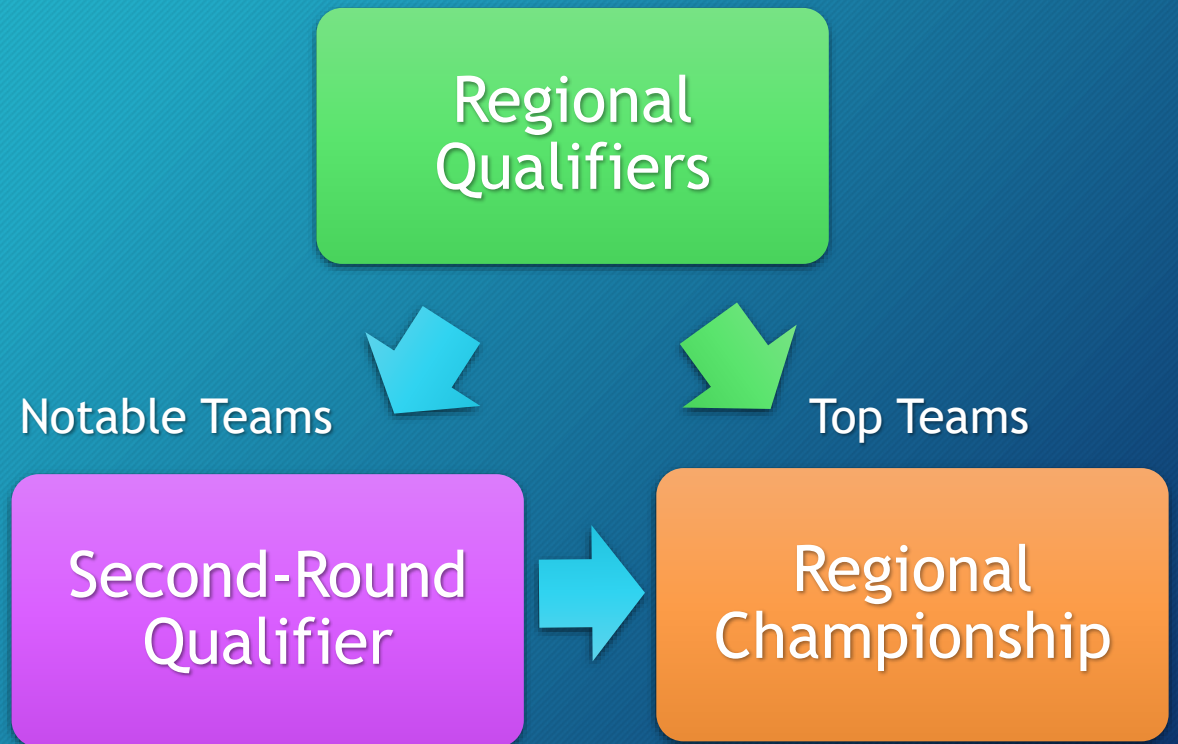 Regional
Qualifiers
Notable Teams
Top Teams
Second-Round
Qualifier
Regional
Championship